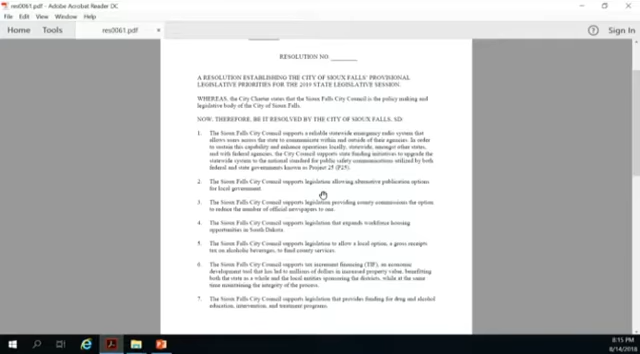 res0061.pdf - Adobe Acrobat Reader DC
File Edit View Window Help
Home Tools res0061.pdf × Sign In
RESOLUTION NO. ________
A RESOLUTION ESTABLISHING THE CITY OF SIOUX FALLS' PROVISIONAL
LEGISLATIVE PRIORITIES FOR THE 2019 STATE LEGISLATIVE SESSION.
WHEREAS, the City Charter states that the Sioux Falls City Council is the policy making and
legislative body of the City of Sioux Falls.
NOW, THEREFORE, BE IT RESOLVED BY THE CITY OF SIOUX FALLS, SD:
1. The Sioux Falls City Council supports a reliable statewide emergency radio system that
allows users across the state to communicate within and outside of their agencies. In order
to sustain this capability and enhance operations locally, statewide, amongst other states,
and with federal agencies, the City Council supports state funding initiatives to upgrade the
statewide system to the national standard for public safety communications utilized by both
federal and state governments known as Project 25 (P25).
2. The Sioux Falls City Council supports legislation allowing alternative publication options
for local government.
3. The Sioux Falls City Council supports legislation providing county commissions the option
to reduce the number of official newspapers to one.
4. The Sioux Falls City Council supports legislation that expands workforce housing
opportunities in South Dakota.
5. The Sioux Falls City Council supports legislation to allow a local option, a gross receipts
tax on alcoholic beverages, to fund county services.
6. The Sioux Falls City Council supports tax increment financing (TIF), an economic
development tool that has led to millions of dollars in increased property value, benefitting
both the state as a whole and the local entities sponsoring the districts, while at the same
time maintaining the integrity of the process.
7. The Sioux Falls City Council supports legislation that provides funding for drug and alcohol
education, intervention, and treatment programs.
8:15 PM
8/14/2018